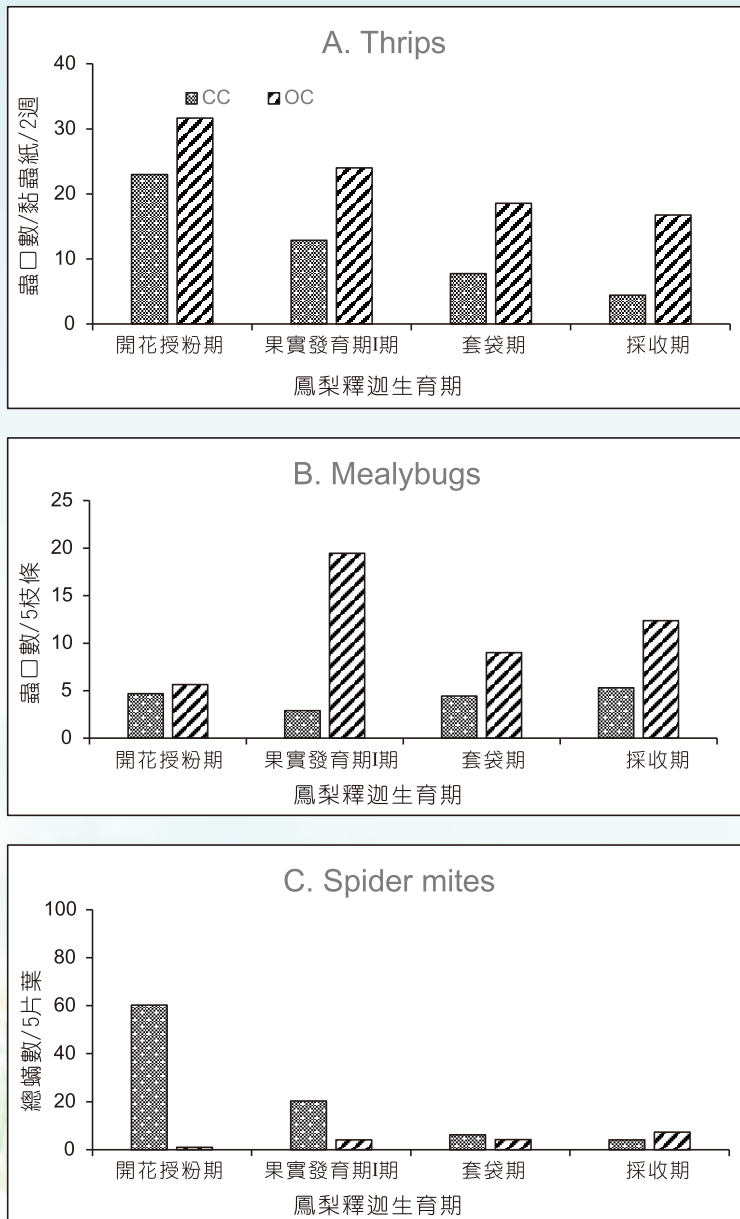 A. Thrips
40
30
20
10
0
蟲口數/黏蟲紙/2週
CC OC
開花授粉期 果實發育期I期 套袋期 採收期
鳳梨釋迦生育期
B. Mealybugs
25
20
15
10
5
0
蟲口數/5枝條
開花授粉期 果實發育期I期 套袋期 採收期
鳳梨釋迦生育期
C. Spider mites
100
80
60
40
20
0
總蟎數/5片葉
開花授粉期 果實發育期I期 套袋期 採收期
鳳梨釋迦生育期